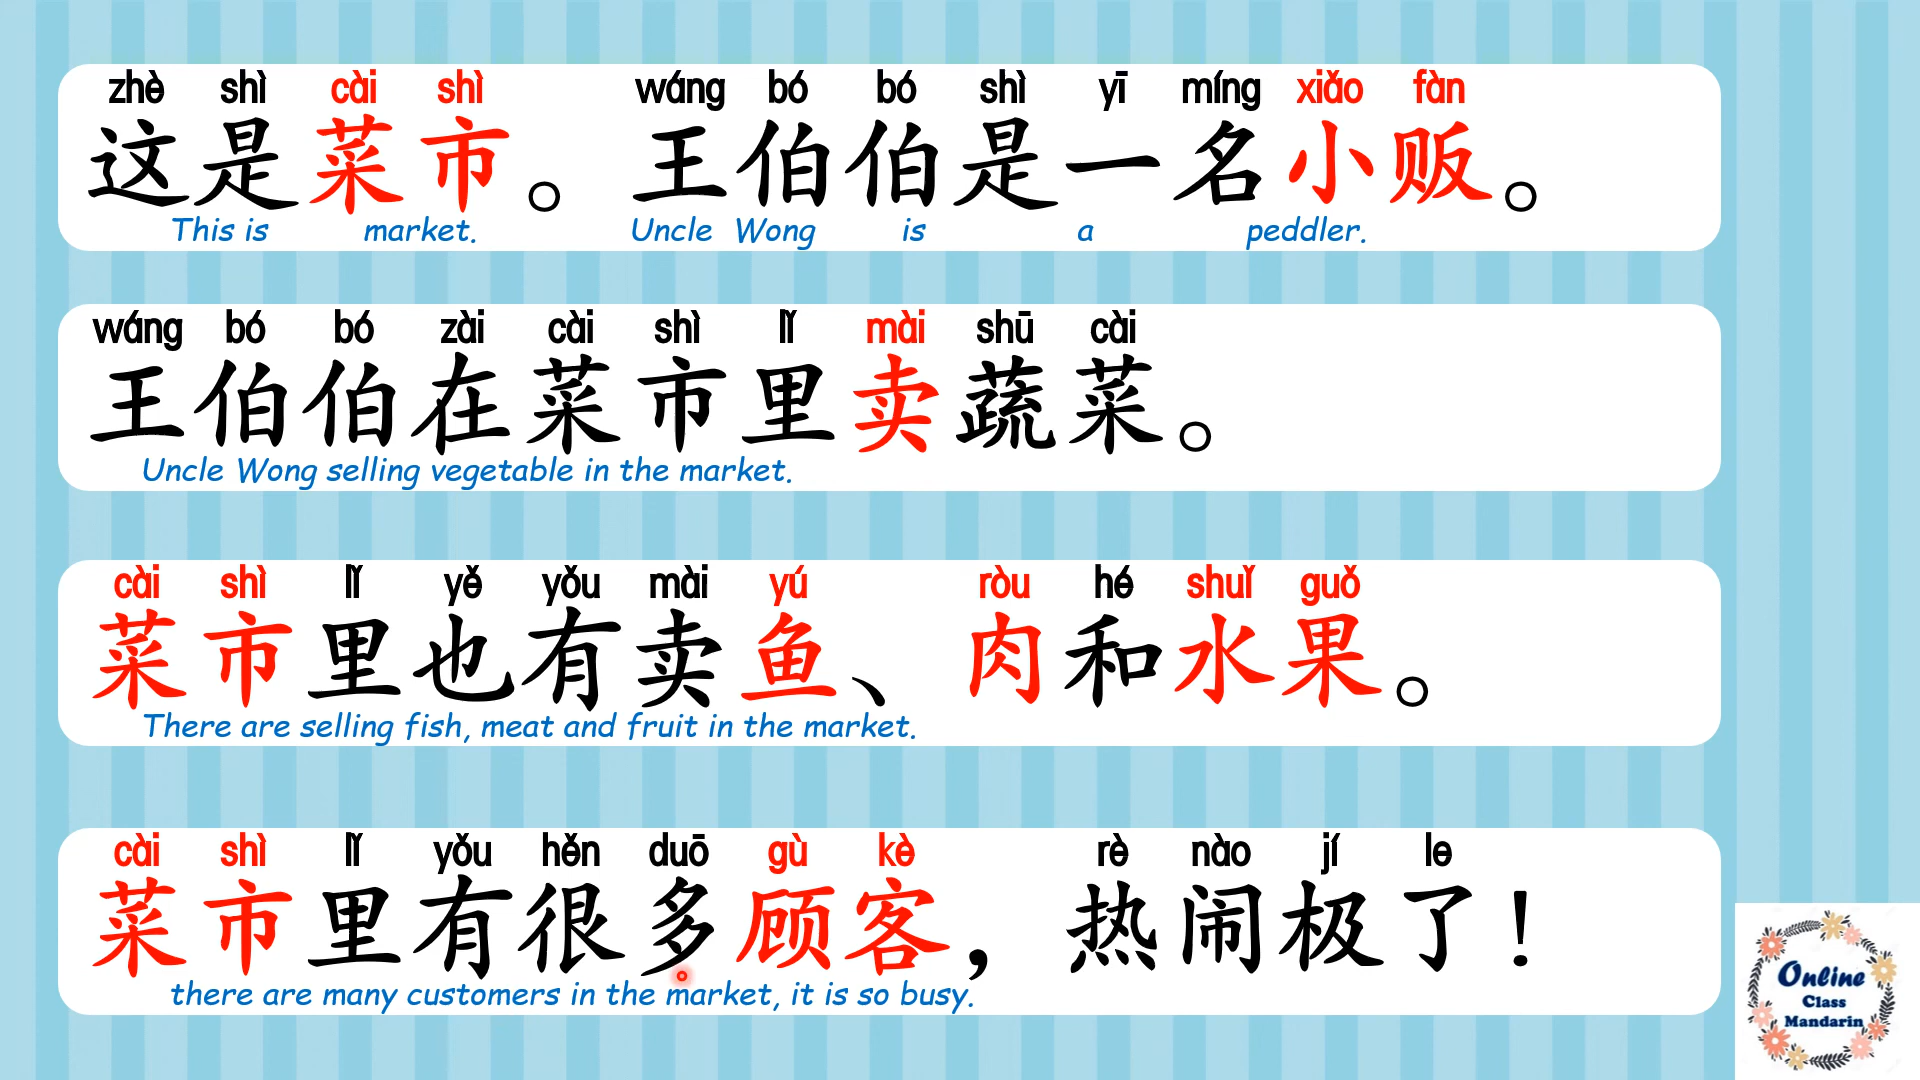 zhè shì cài shì wáng bó bó shì yī míng xiǎo fàn
这是菜市。王伯伯是一名小贩。
This is market. Uncle Wong is a peddler.
wáng bó bó zài cài shì lǐ mài shū cài
王伯伯在菜市里卖蔬菜。
Uncle Wong selling vegetable in the market.
cài shì lǐ yě yǒu mài yú ròu hé shuǐ guǒ
菜市里也有卖鱼、肉和水果。
There are selling fish, meat and fruit in the market.
cài shì lǐ yǒu hěn duō gù kè rè nào jí le
菜市里有很多顾客，热闹极了！
there are many customers in the market, it is so busy.
Online
Class
Mandarin